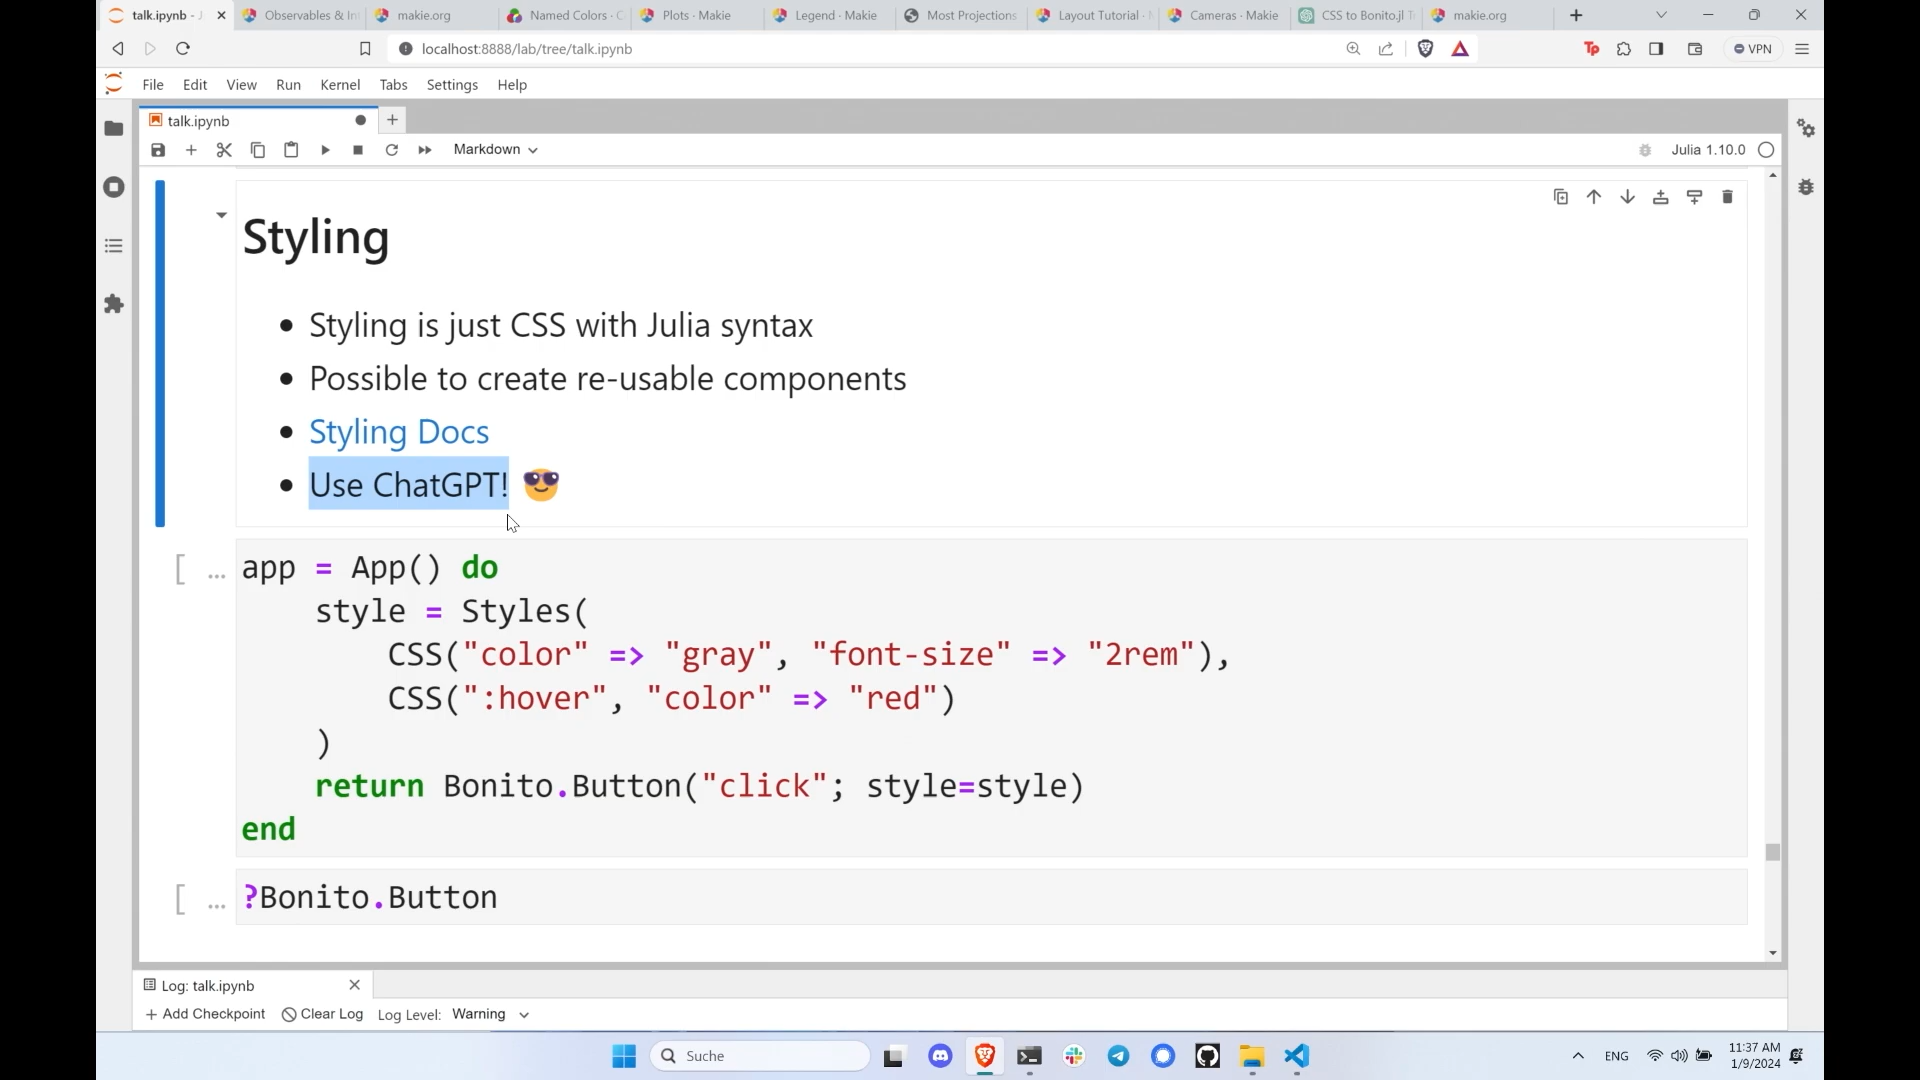 talk.ipynb - J
Observables & Int
makie.org
Named Colors · C
Plots · Makie
Legend · Makie
Most Projections
Layout Tutorial ·
Cameras · Makie
CSS to Bonito.jl T
makie.org
localhost:8888/lab/tree/talk.ipynb
VPN
File Edit View Run Kernel Tabs Settings Help
talk.ipynb
Markdown
Julia 1.10.0
Styling
Styling is just CSS with Julia syntax
Possible to create re-usable components
Styling Docs
Use ChatGPT! 😎
[ … app = App() do
style = Styles(
CSS("color" => "gray", "font-size" => "2rem"),
CSS(":hover", "color" => "red")
)
return Bonito.Button("click"; style=style)
end
[ … ?Bonito.Button
Log: talk.ipynb
Add Checkpoint Clear Log Log Level: Warning
Suche
ENG
11:37 AM
1/9/2024